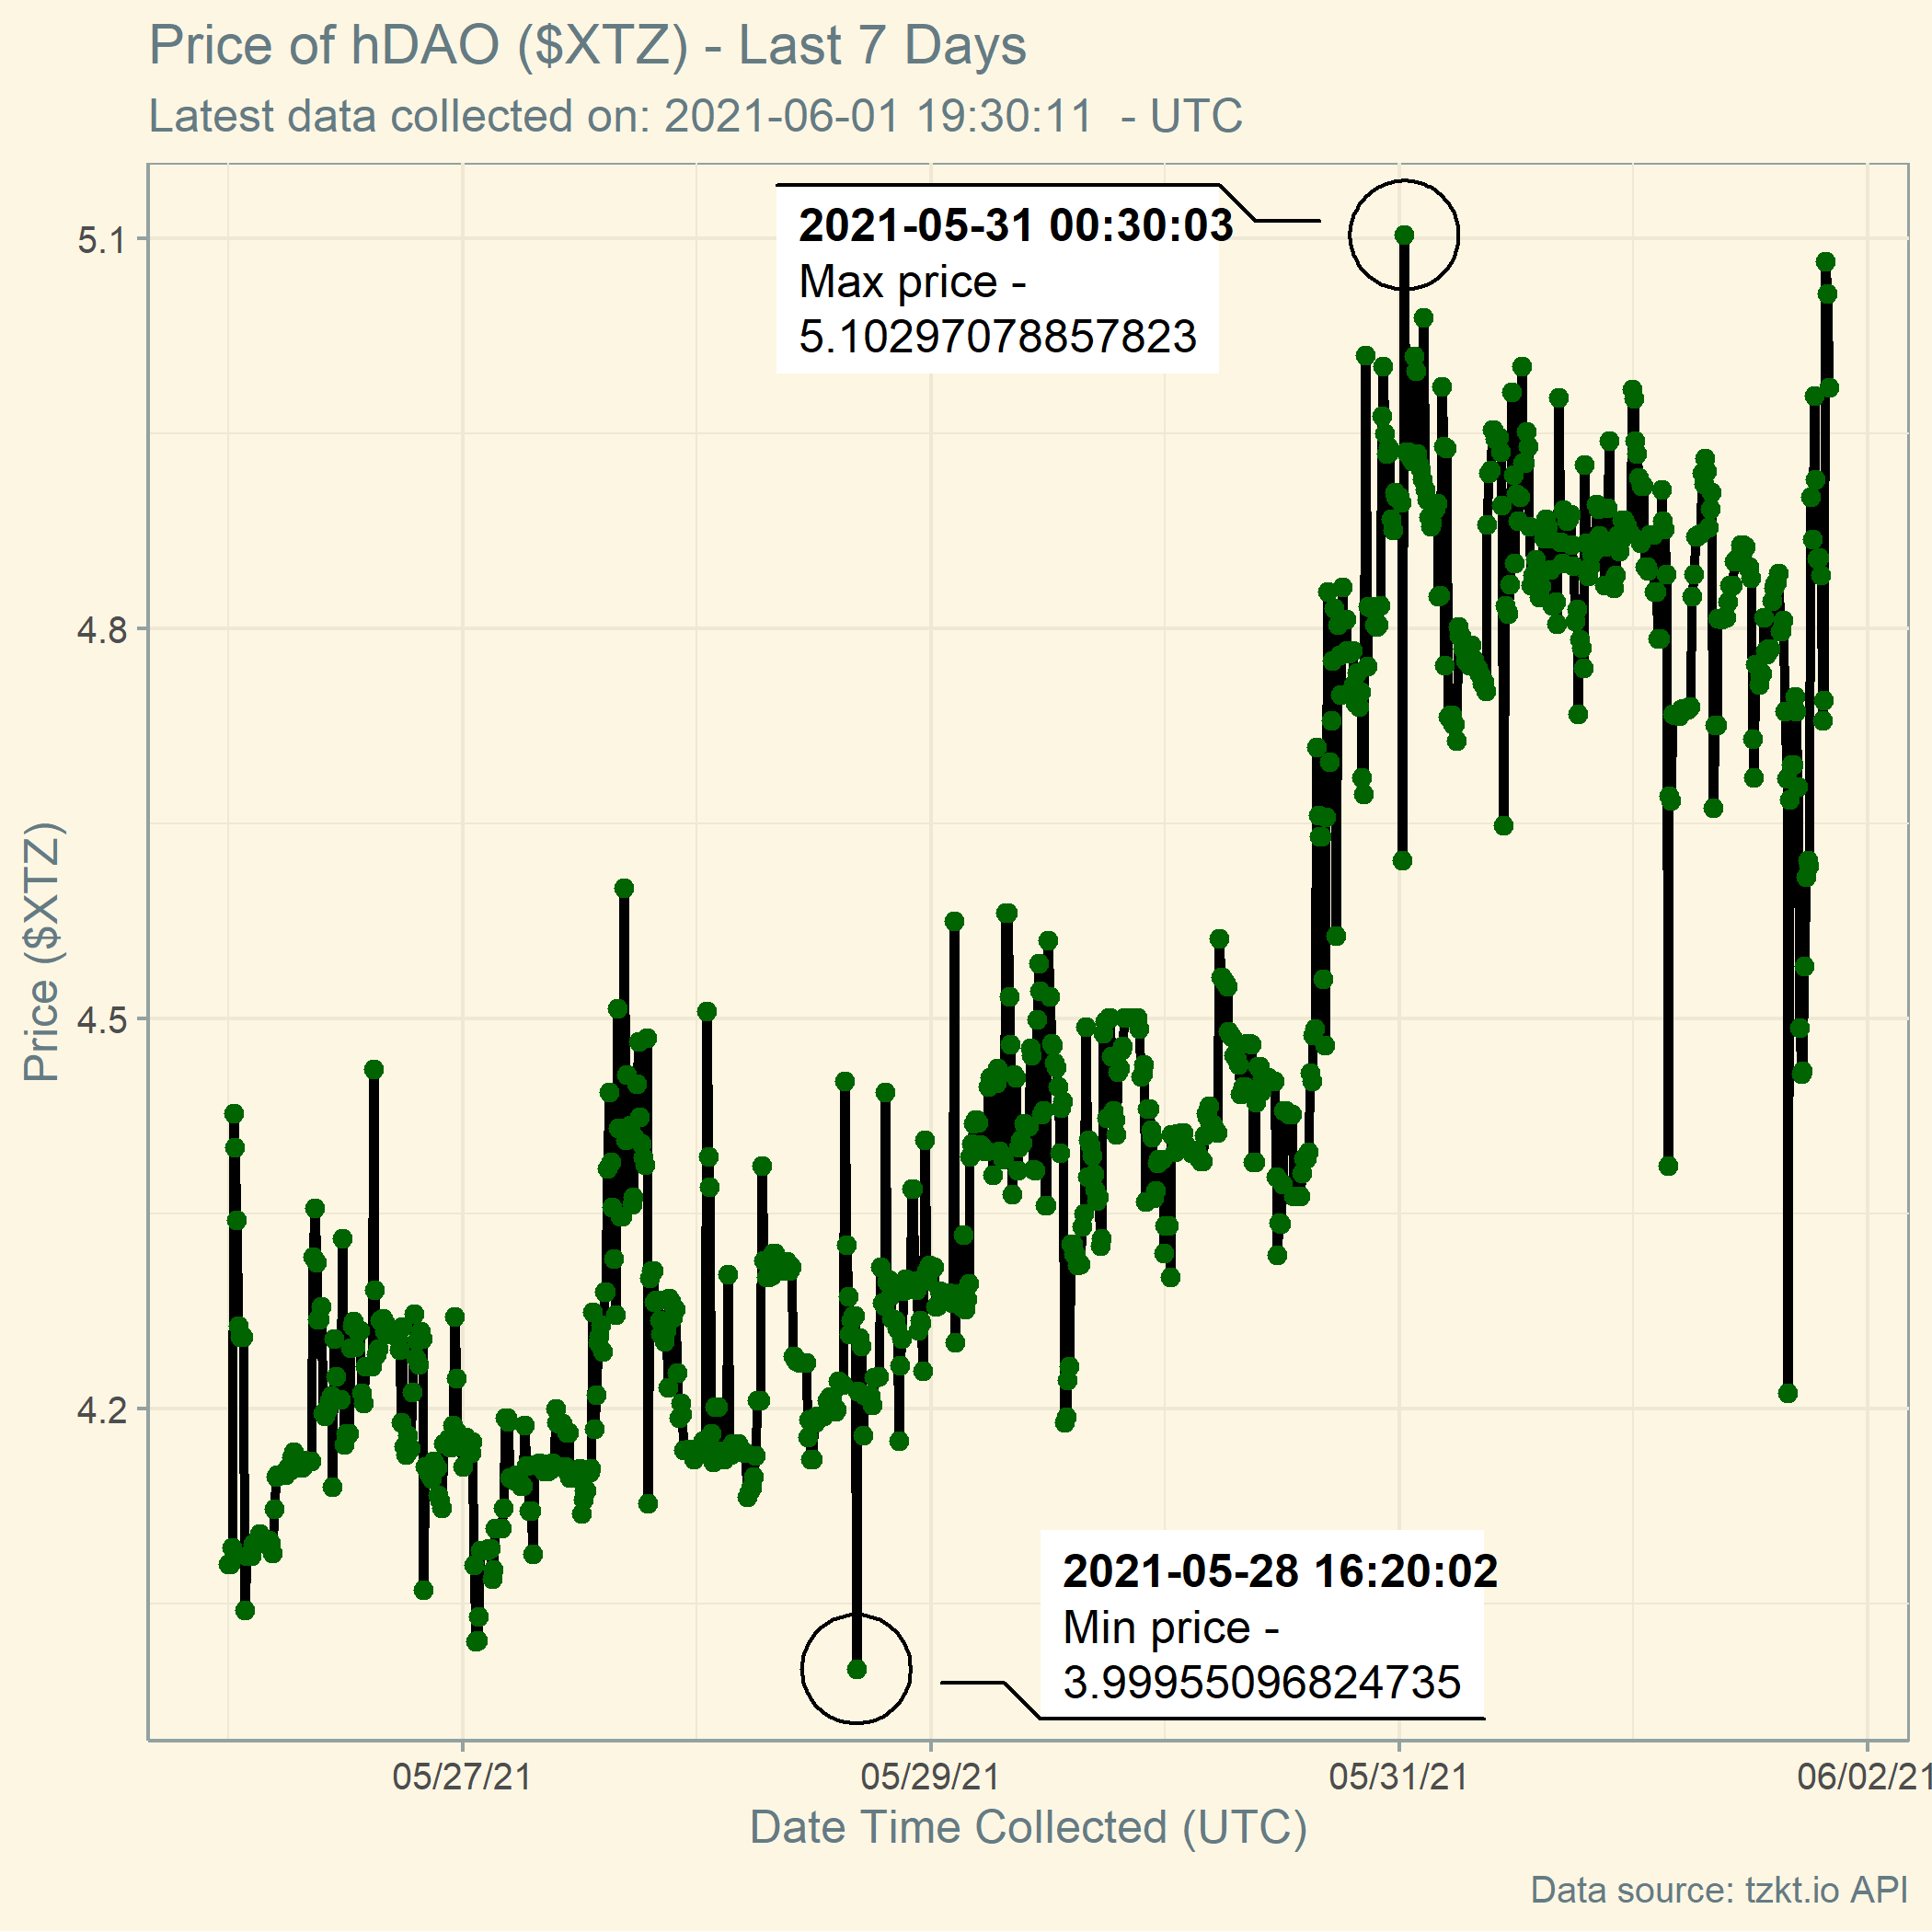 Price of hDAO ($XTZ) - Last 7 Days
Latest data collected on: 2021-06-01 19:30:11  - UTC
2021-05-31 00:30:03
Max price -
5.10297078857823
5.1
4.8
4.5
4.2
Price ($XTZ)
2021-05-28 16:20:02
Min price -
3.99955096824735
05/27/21
05/29/21
05/31/21
06/02/21
Date Time Collected (UTC)
Data source: tzkt.io API